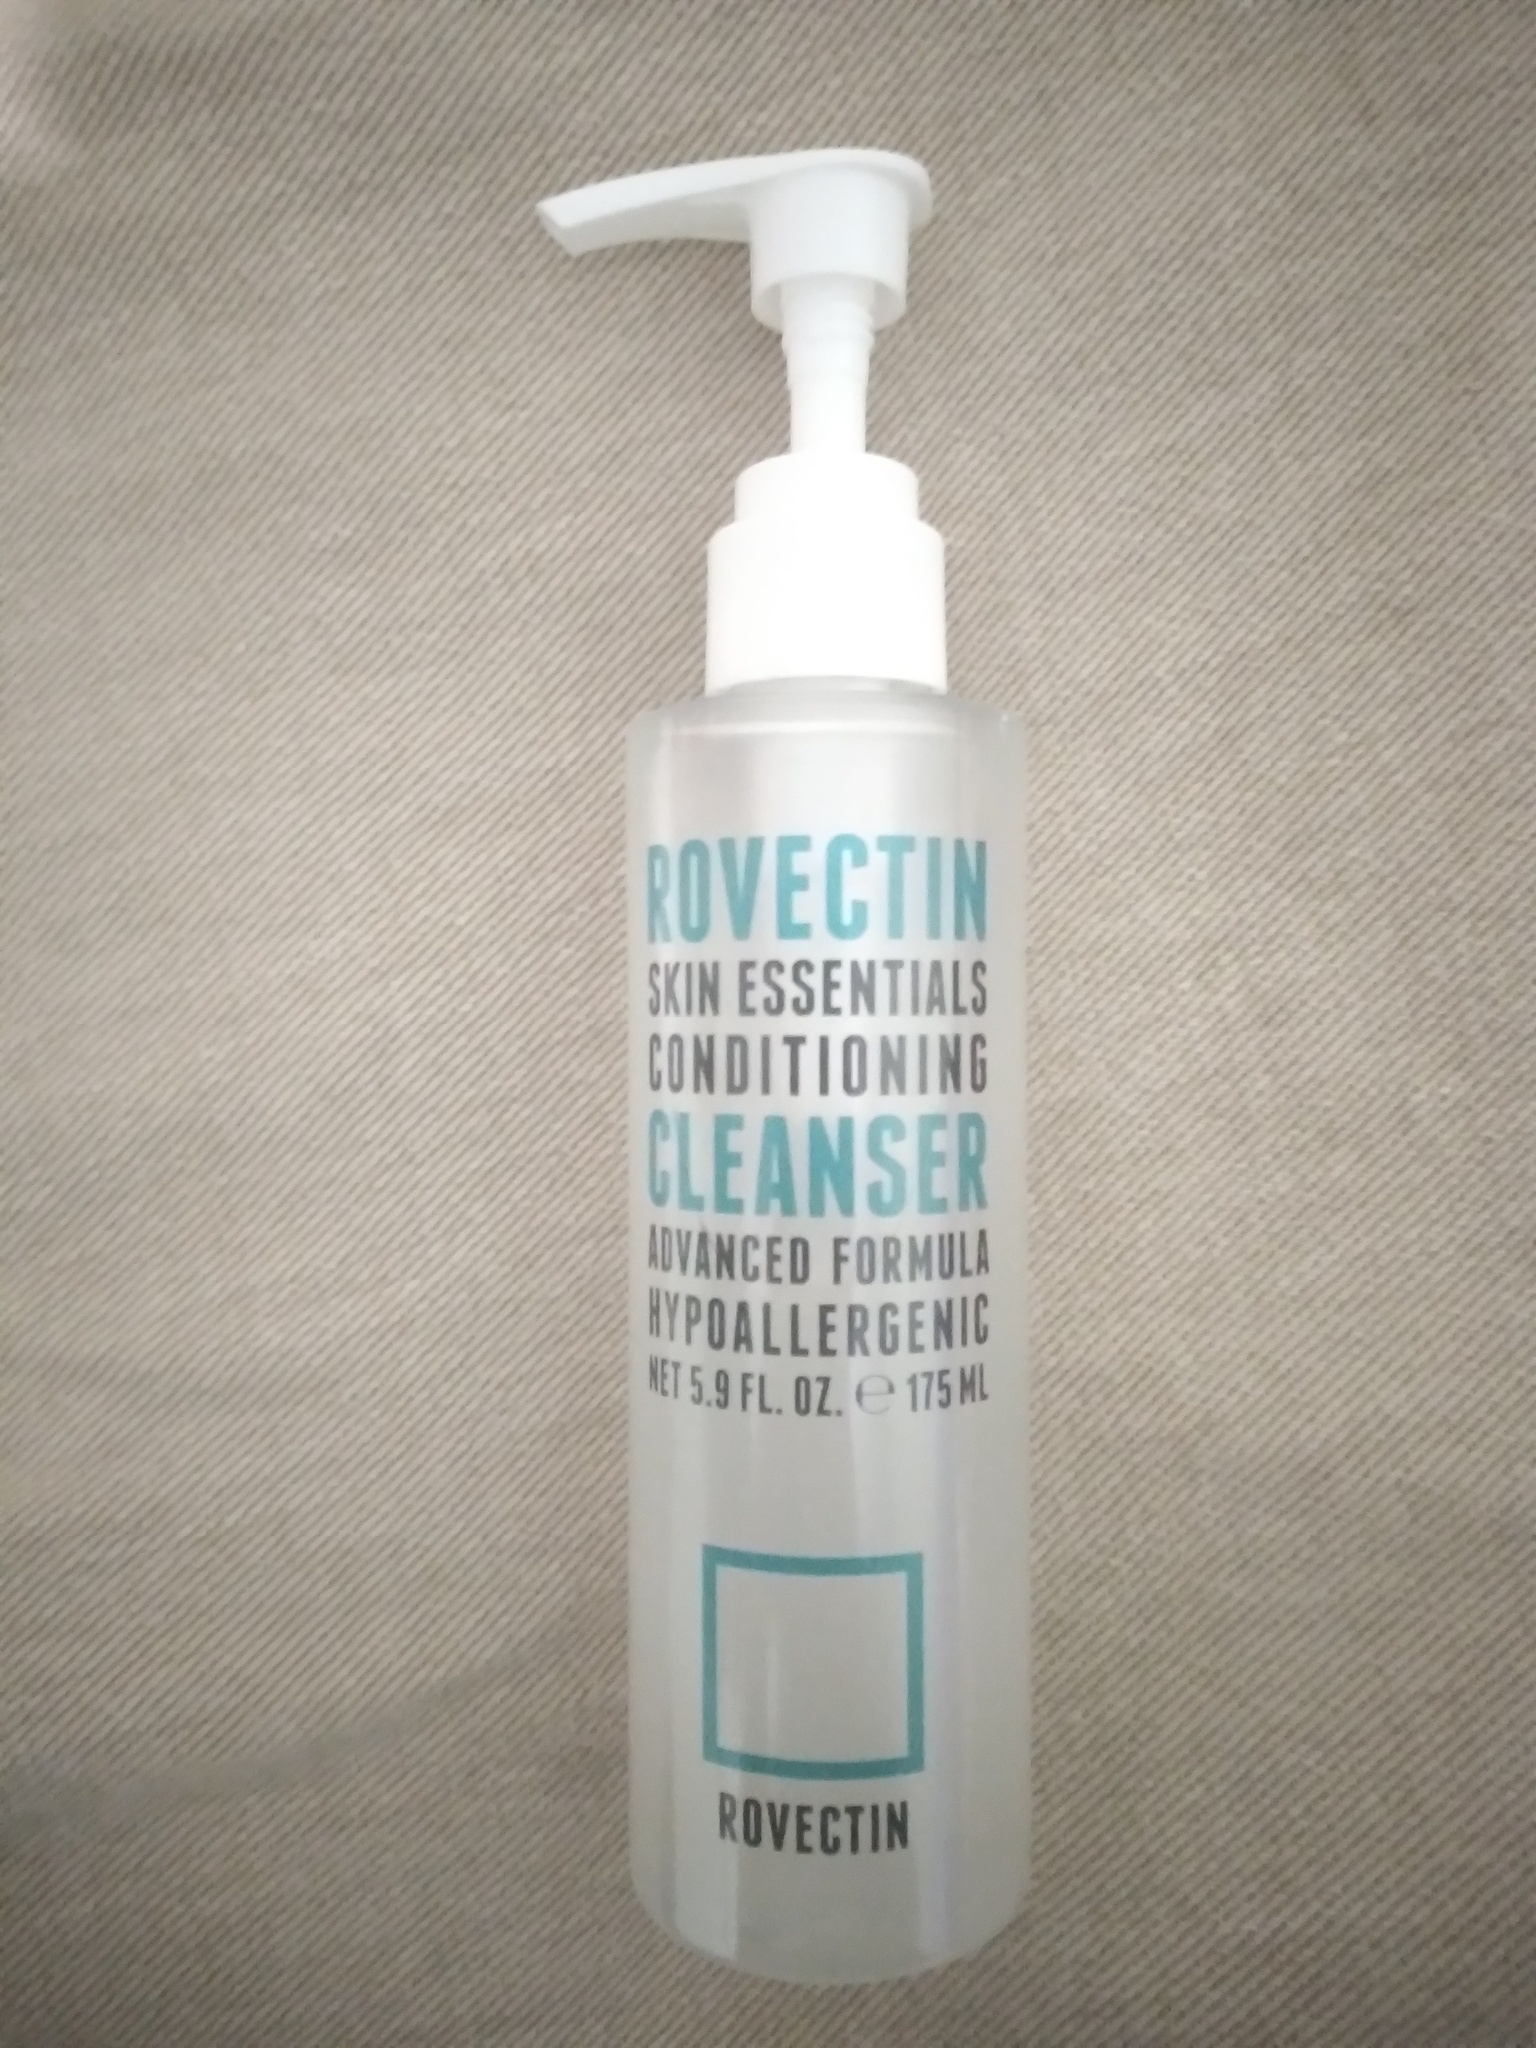 ROVECTIN
SKIN ESSENTIALS
CONDITIONING
CLEANSER
ADVANCED FORMULA
HYPOALLERGENIC
NET 5.9 FL. OZ. ℮ 175 ML
ROVECTIN